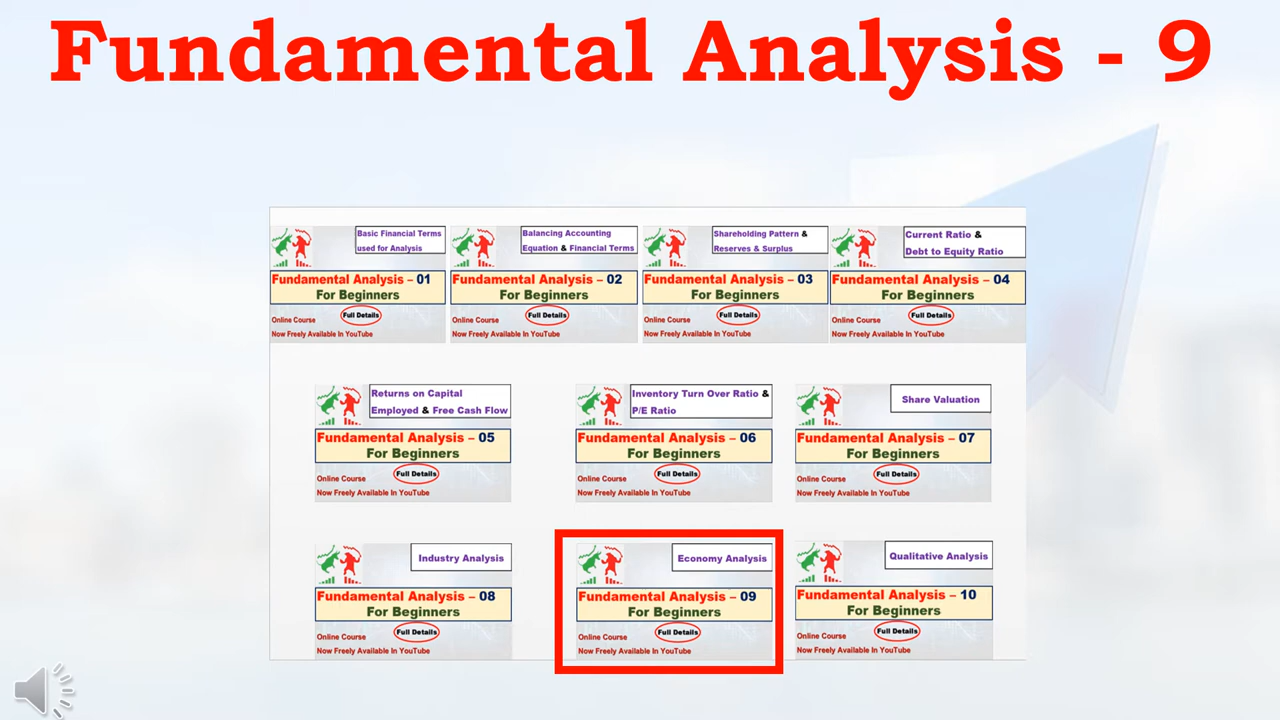 Fundamental Analysis - 9
Basic Financial Terms
used for Analysis
Fundamental Analysis – 01
For Beginners
Full Details
Online Course
Now Freely Available In YouTube
Balancing Accounting
Equation & Financial Terms
Fundamental Analysis – 02
For Beginners
Full Details
Online Course
Now Freely Available In YouTube
Shareholding Pattern &
Reserves & Surplus
Fundamental Analysis – 03
For Beginners
Full Details
Online Course
Now Freely Available In YouTube
Current Ratio &
Debt to Equity Ratio
Fundamental Analysis – 04
For Beginners
Full Details
Online Course
Now Freely Available In YouTube
Returns on Capital
Employed & Free Cash Flow
Fundamental Analysis – 05
For Beginners
Full Details
Online Course
Now Freely Available In YouTube
Inventory Turn Over Ratio &
P/E Ratio
Fundamental Analysis – 06
For Beginners
Full Details
Online Course
Now Freely Available In YouTube
Share Valuation
Fundamental Analysis – 07
For Beginners
Full Details
Online Course
Now Freely Available In YouTube
Industry Analysis
Fundamental Analysis – 08
For Beginners
Full Details
Online Course
Now Freely Available In YouTube
Economy Analysis
Fundamental Analysis – 09
For Beginners
Full Details
Online Course
Now Freely Available In YouTube
Qualitative Analysis
Fundamental Analysis – 10
For Beginners
Full Details
Online Course
Now Freely Available In YouTube